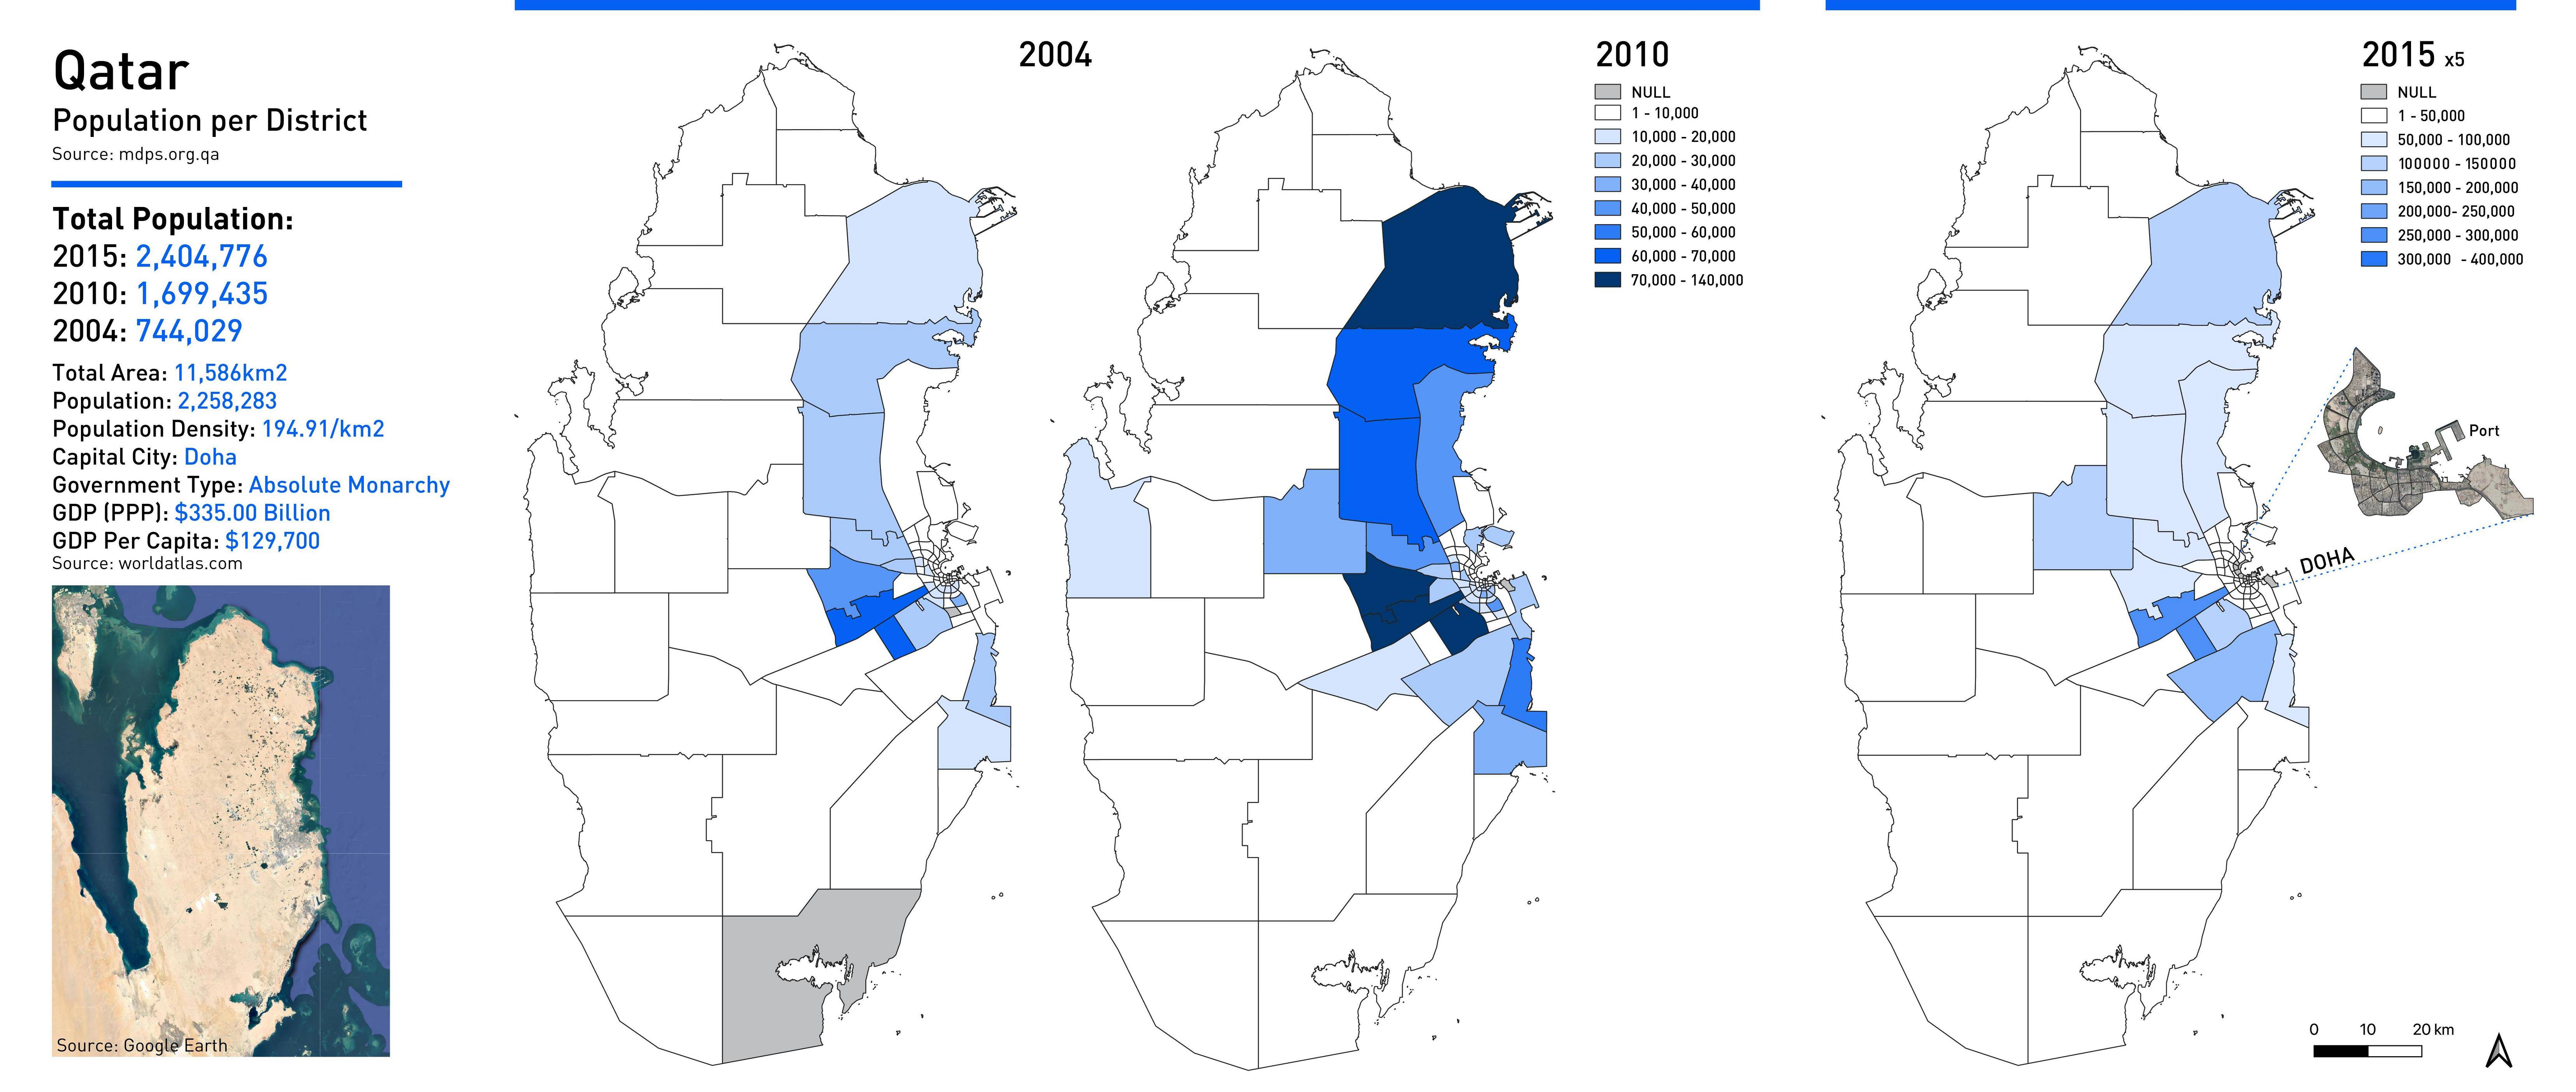 Qatar
Population per District
Source: mdps.org.qa
Total Population:
2015: 2,404,776
2010: 1,699,435
2004: 744,029
Total Area: 11,586km2
Population: 2,258,283
Population Density: 194.91/km2
Capital City: Doha
Government Type: Absolute Monarchy
GDP (PPP): $335.00 Billion
GDP Per Capita: $129,700
Source: worldatlas.com
Source: Google Earth
2004
2010
NULL
1 - 10,000
10,000 - 20,000
20,000 - 30,000
30,000 - 40,000
40,000 - 50,000
50,000 - 60,000
60,000 - 70,000
70,000 - 140,000
2015 x5
NULL
1 - 50,000
50,000 - 100,000
100000 - 150000
150,000 - 200,000
200,000- 250,000
250,000 - 300,000
300,000 - 400,000
Port
DOHA
0 10 20 km